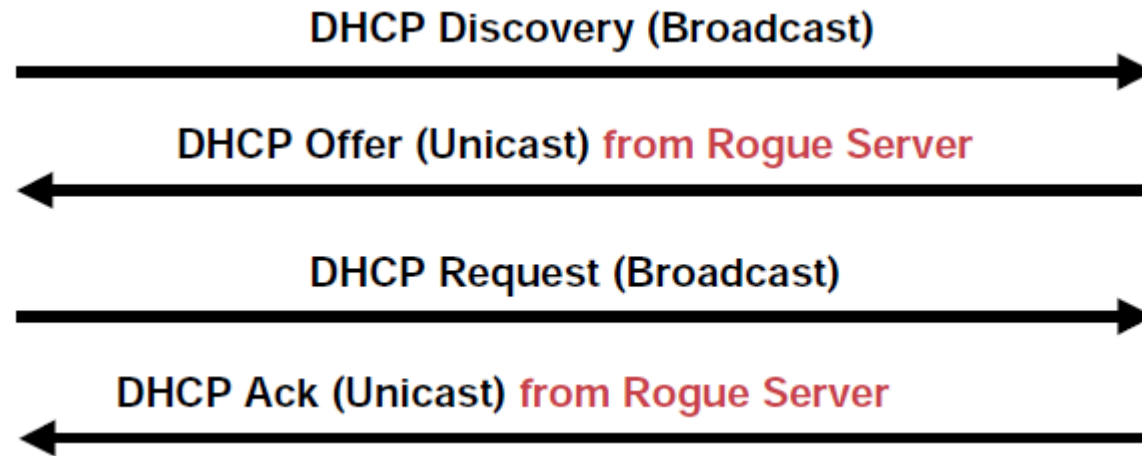 DHCP Discovery (Broadcast)
DHCP Offer (Unicast) from Rogue Server
DHCP Request (Broadcast)
DHCP Ack (Unicast) from Rogue Server